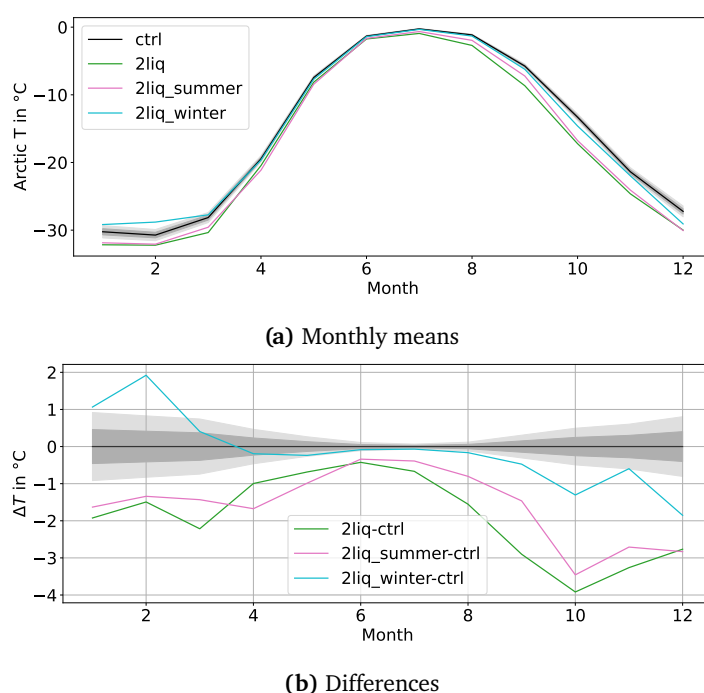 0
−10
−20
−30
Arctic T in °C
ctrl
2liq
2liq_summer
2liq_winter
2 4 6 8 10 12
Month
(a) Monthly means
2
1
0
−1
−2
−3
−4
ΔT in °C
2liq-ctrl
2liq_summer-ctrl
2liq_winter-ctrl
2 4 6 8 10 12
Month
(b) Differences